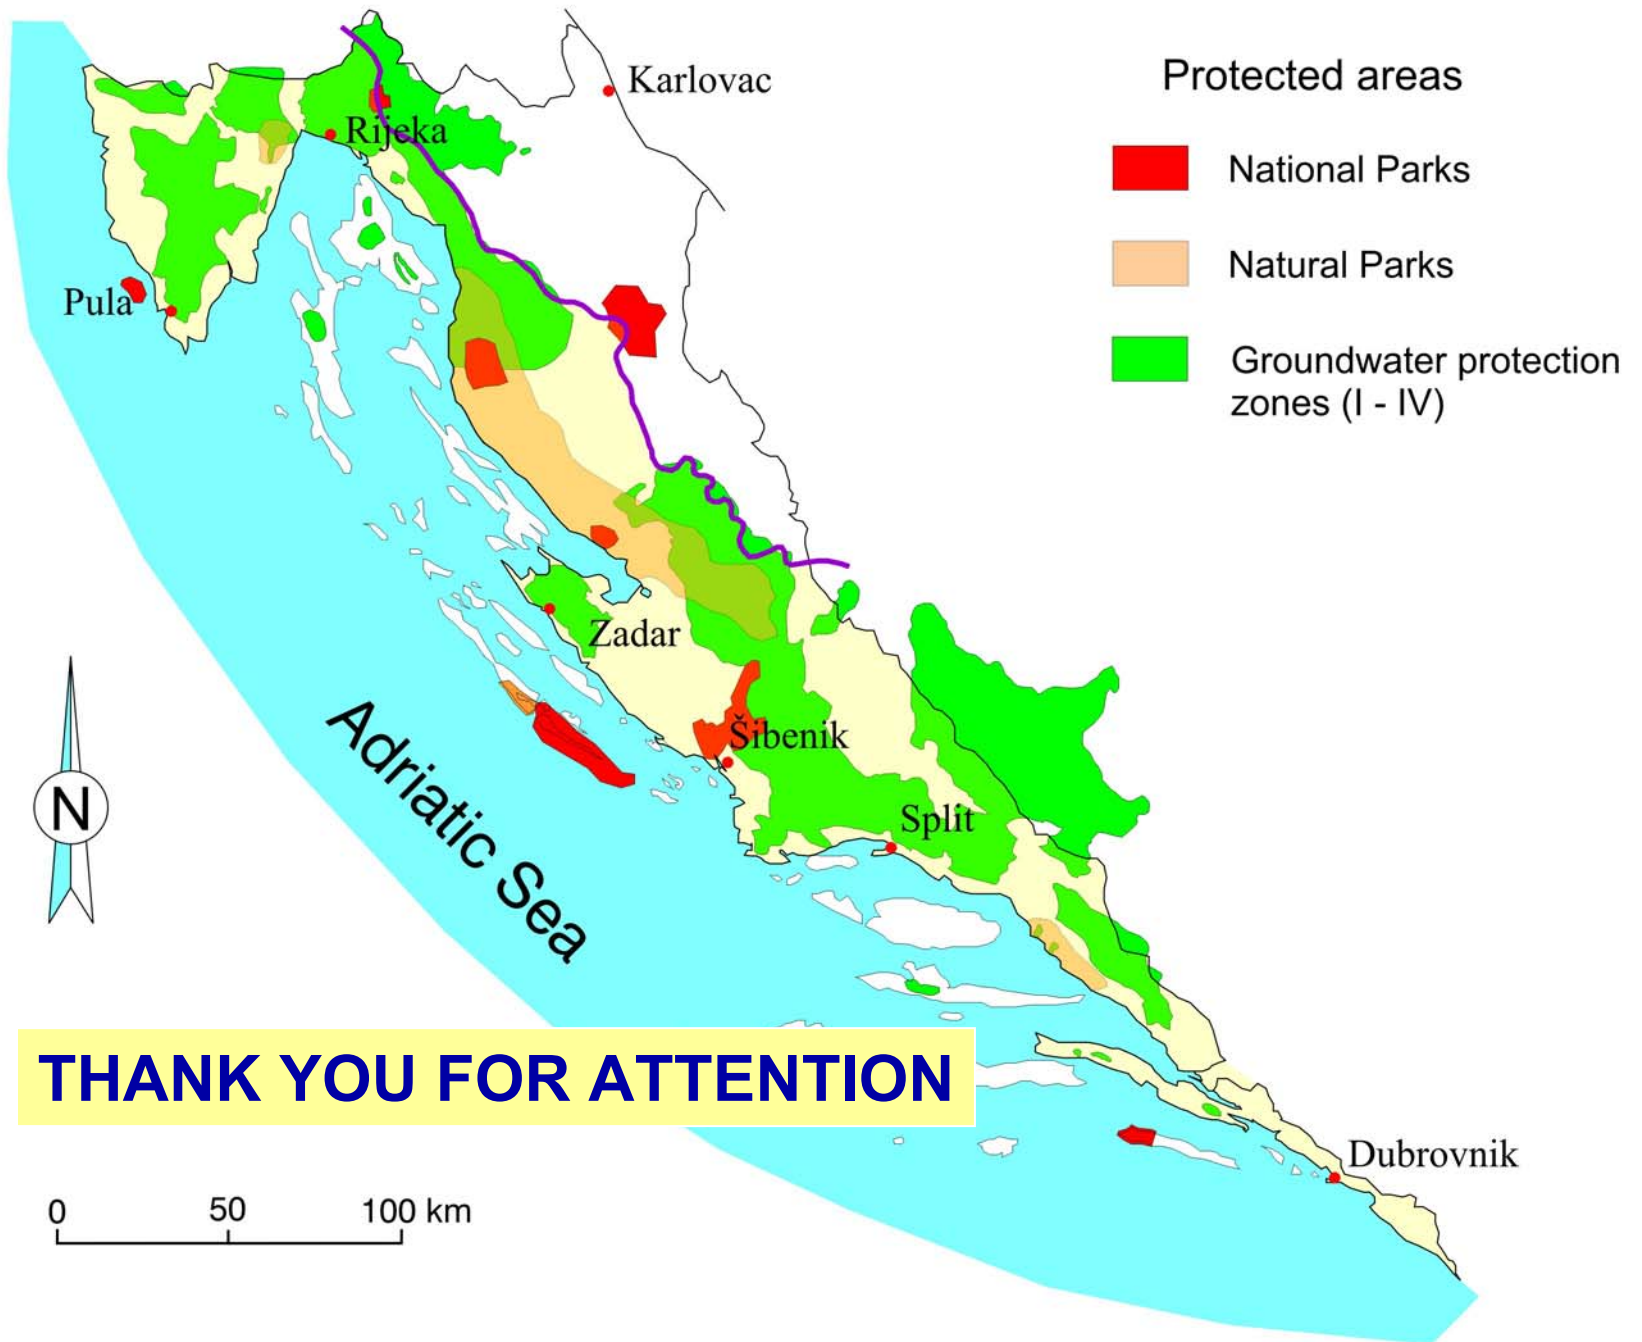 Protected areas
National Parks
Natural Parks
Groundwater protection
zones (I - IV)
Karlovac
Rijeka
Pula
Zadar
Šibenik
Split
Dubrovnik
Adriatic Sea
N
THANK YOU FOR ATTENTION
0 50 100 km